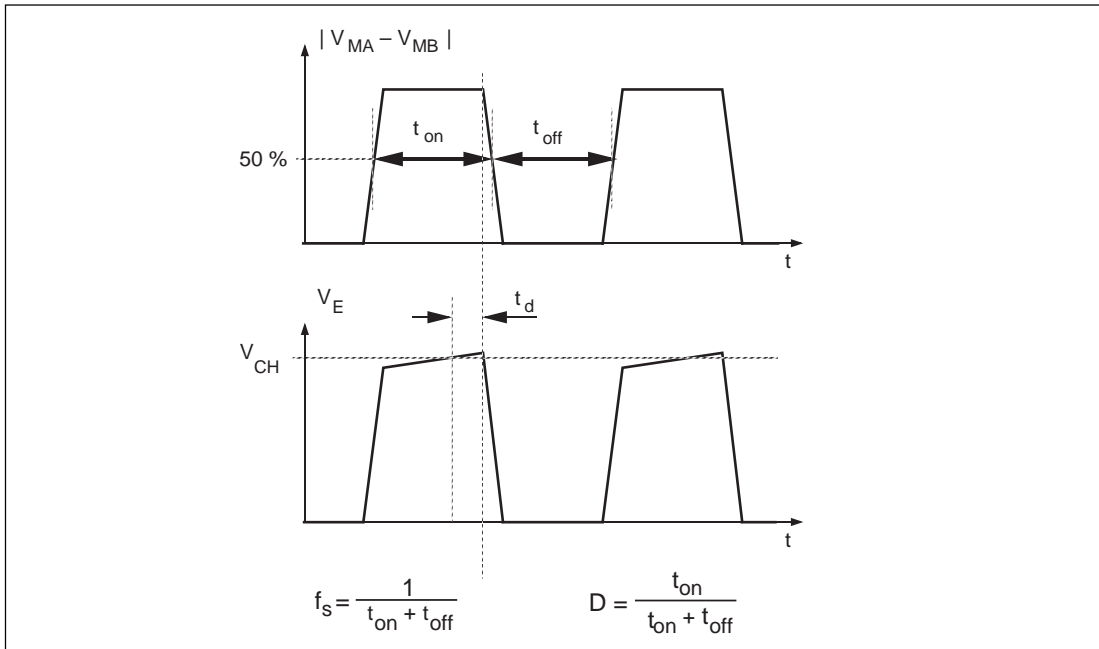 | V_MA – V_MB |
t_on t_off
50 %
t
V_E
t_d
V_CH
t
f_s = 1 / (t_on + t_off) D = t_on / (t_on + t_off)